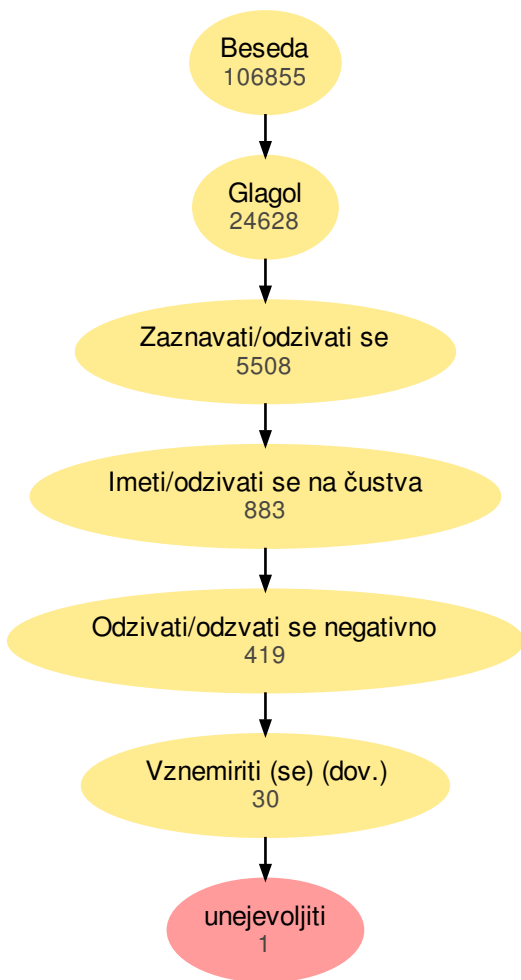 Beseda
106855
Glagol
24628
Zaznavati/odzivati se
5508
Imeti/odzivati se na čustva
883
Odzivati/odzvati se negativno
419
Vznemiriti (se) (dov.)
30
unejevoljiti
1